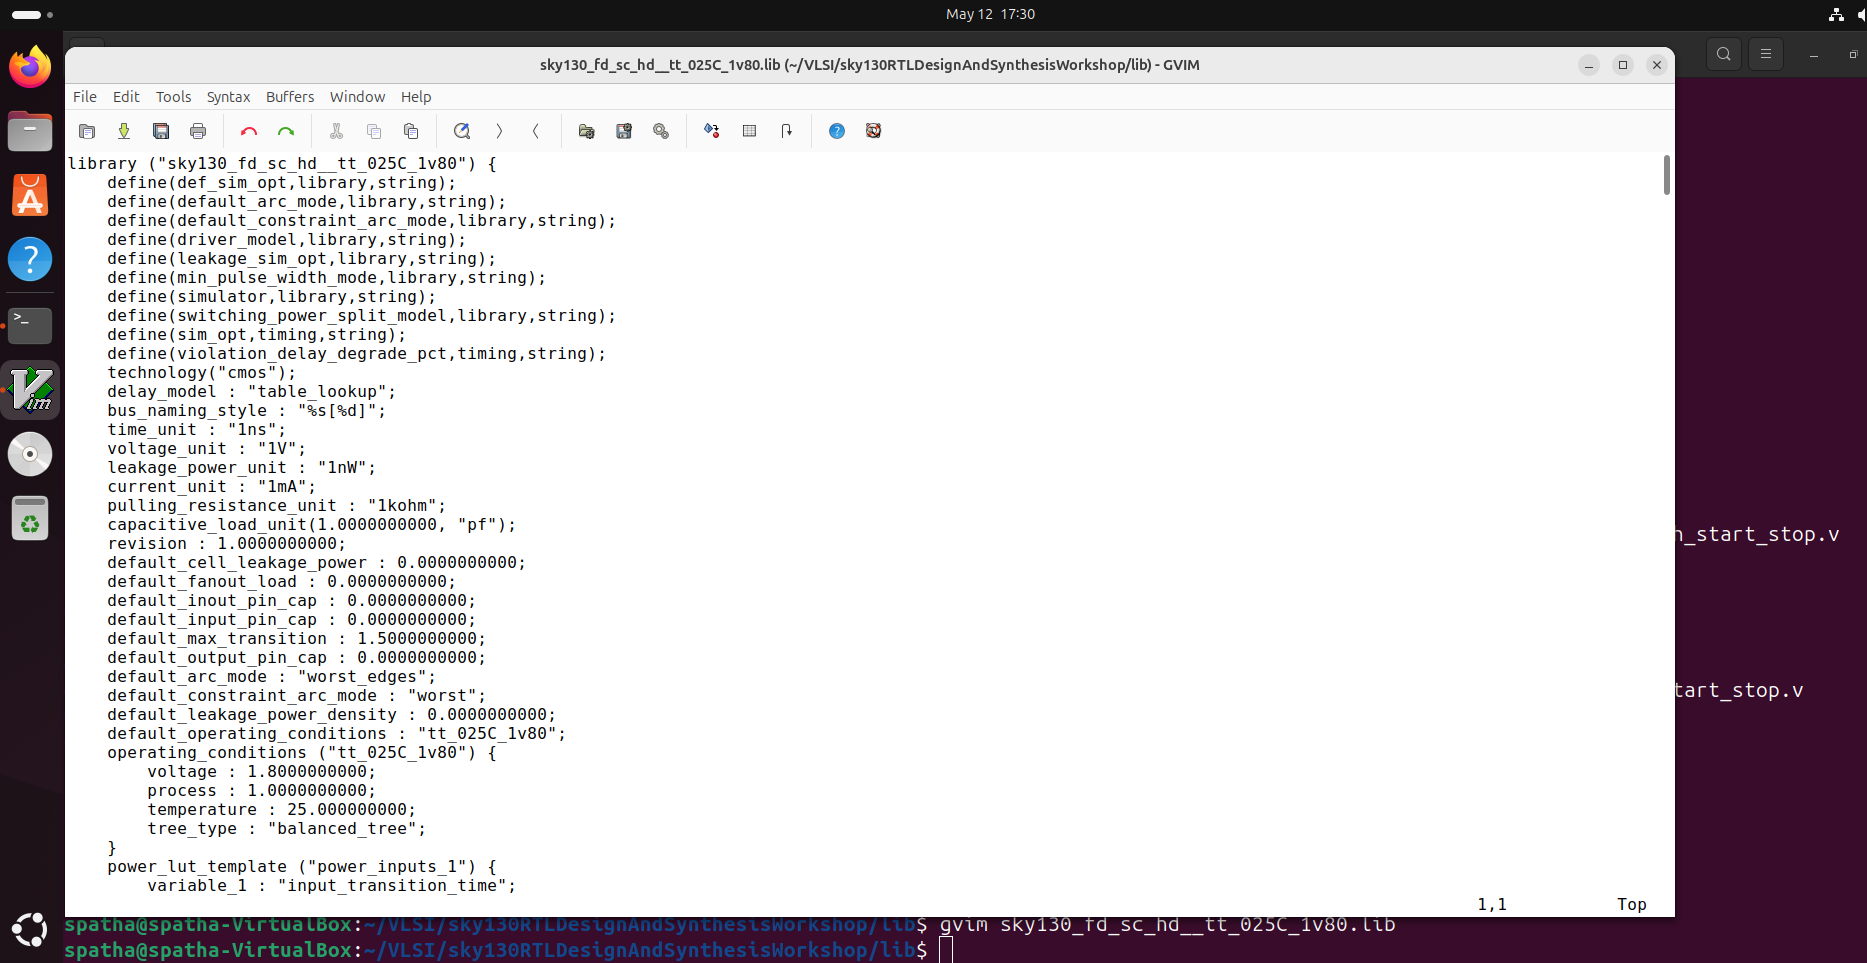 May 12 17:30
sky130_fd_sc_hd__tt_025C_1v80.lib (~/VLSI/sky130RTLDesignAndSynthesisWorkshop/lib) - GVIM
File Edit Tools Syntax Buffers Window Help
library ("sky130_fd_sc_hd__tt_025C_1v80") {
    define(def_sim_opt,library,string);
    define(default_arc_mode,library,string);
    define(default_constraint_arc_mode,library,string);
    define(driver_model,library,string);
    define(leakage_sim_opt,library,string);
    define(min_pulse_width_mode,library,string);
    define(simulator,library,string);
    define(switching_power_split_model,library,string);
    define(sim_opt,timing,string);
    define(violation_delay_degrade_pct,timing,string);
    technology("cmos");
    delay_model : "table_lookup";
    bus_naming_style : "%s[%d]";
    time_unit : "1ns";
    voltage_unit : "1V";
    leakage_power_unit : "1nW";
    current_unit : "1mA";
    pulling_resistance_unit : "1kohm";
    capacitive_load_unit(1.0000000000, "pf");
    revision : 1.0000000000;
    default_cell_leakage_power : 0.0000000000;
    default_fanout_load : 0.0000000000;
    default_inout_pin_cap : 0.0000000000;
    default_input_pin_cap : 0.0000000000;
    default_max_transition : 1.5000000000;
    default_output_pin_cap : 0.0000000000;
    default_arc_mode : "worst_edges";
    default_constraint_arc_mode : "worst";
    default_leakage_power_density : 0.0000000000;
    default_operating_conditions : "tt_025C_1v80";
    operating_conditions ("tt_025C_1v80") {
        voltage : 1.8000000000;
        process : 1.0000000000;
        temperature : 25.000000000;
        tree_type : "balanced_tree";
    }
    power_lut_template ("power_inputs_1") {
        variable_1 : "input_transition_time";
1,1 Top
_start_stop.v
tart_stop.v
spatha@spatha-VirtualBox:~/VLSI/sky130RTLDesignAndSynthesisWorkshop/lib$ gvim sky130_fd_sc_hd__tt_025C_1v80.lib
spatha@spatha-VirtualBox:~/VLSI/sky130RTLDesignAndSynthesisWorkshop/lib$